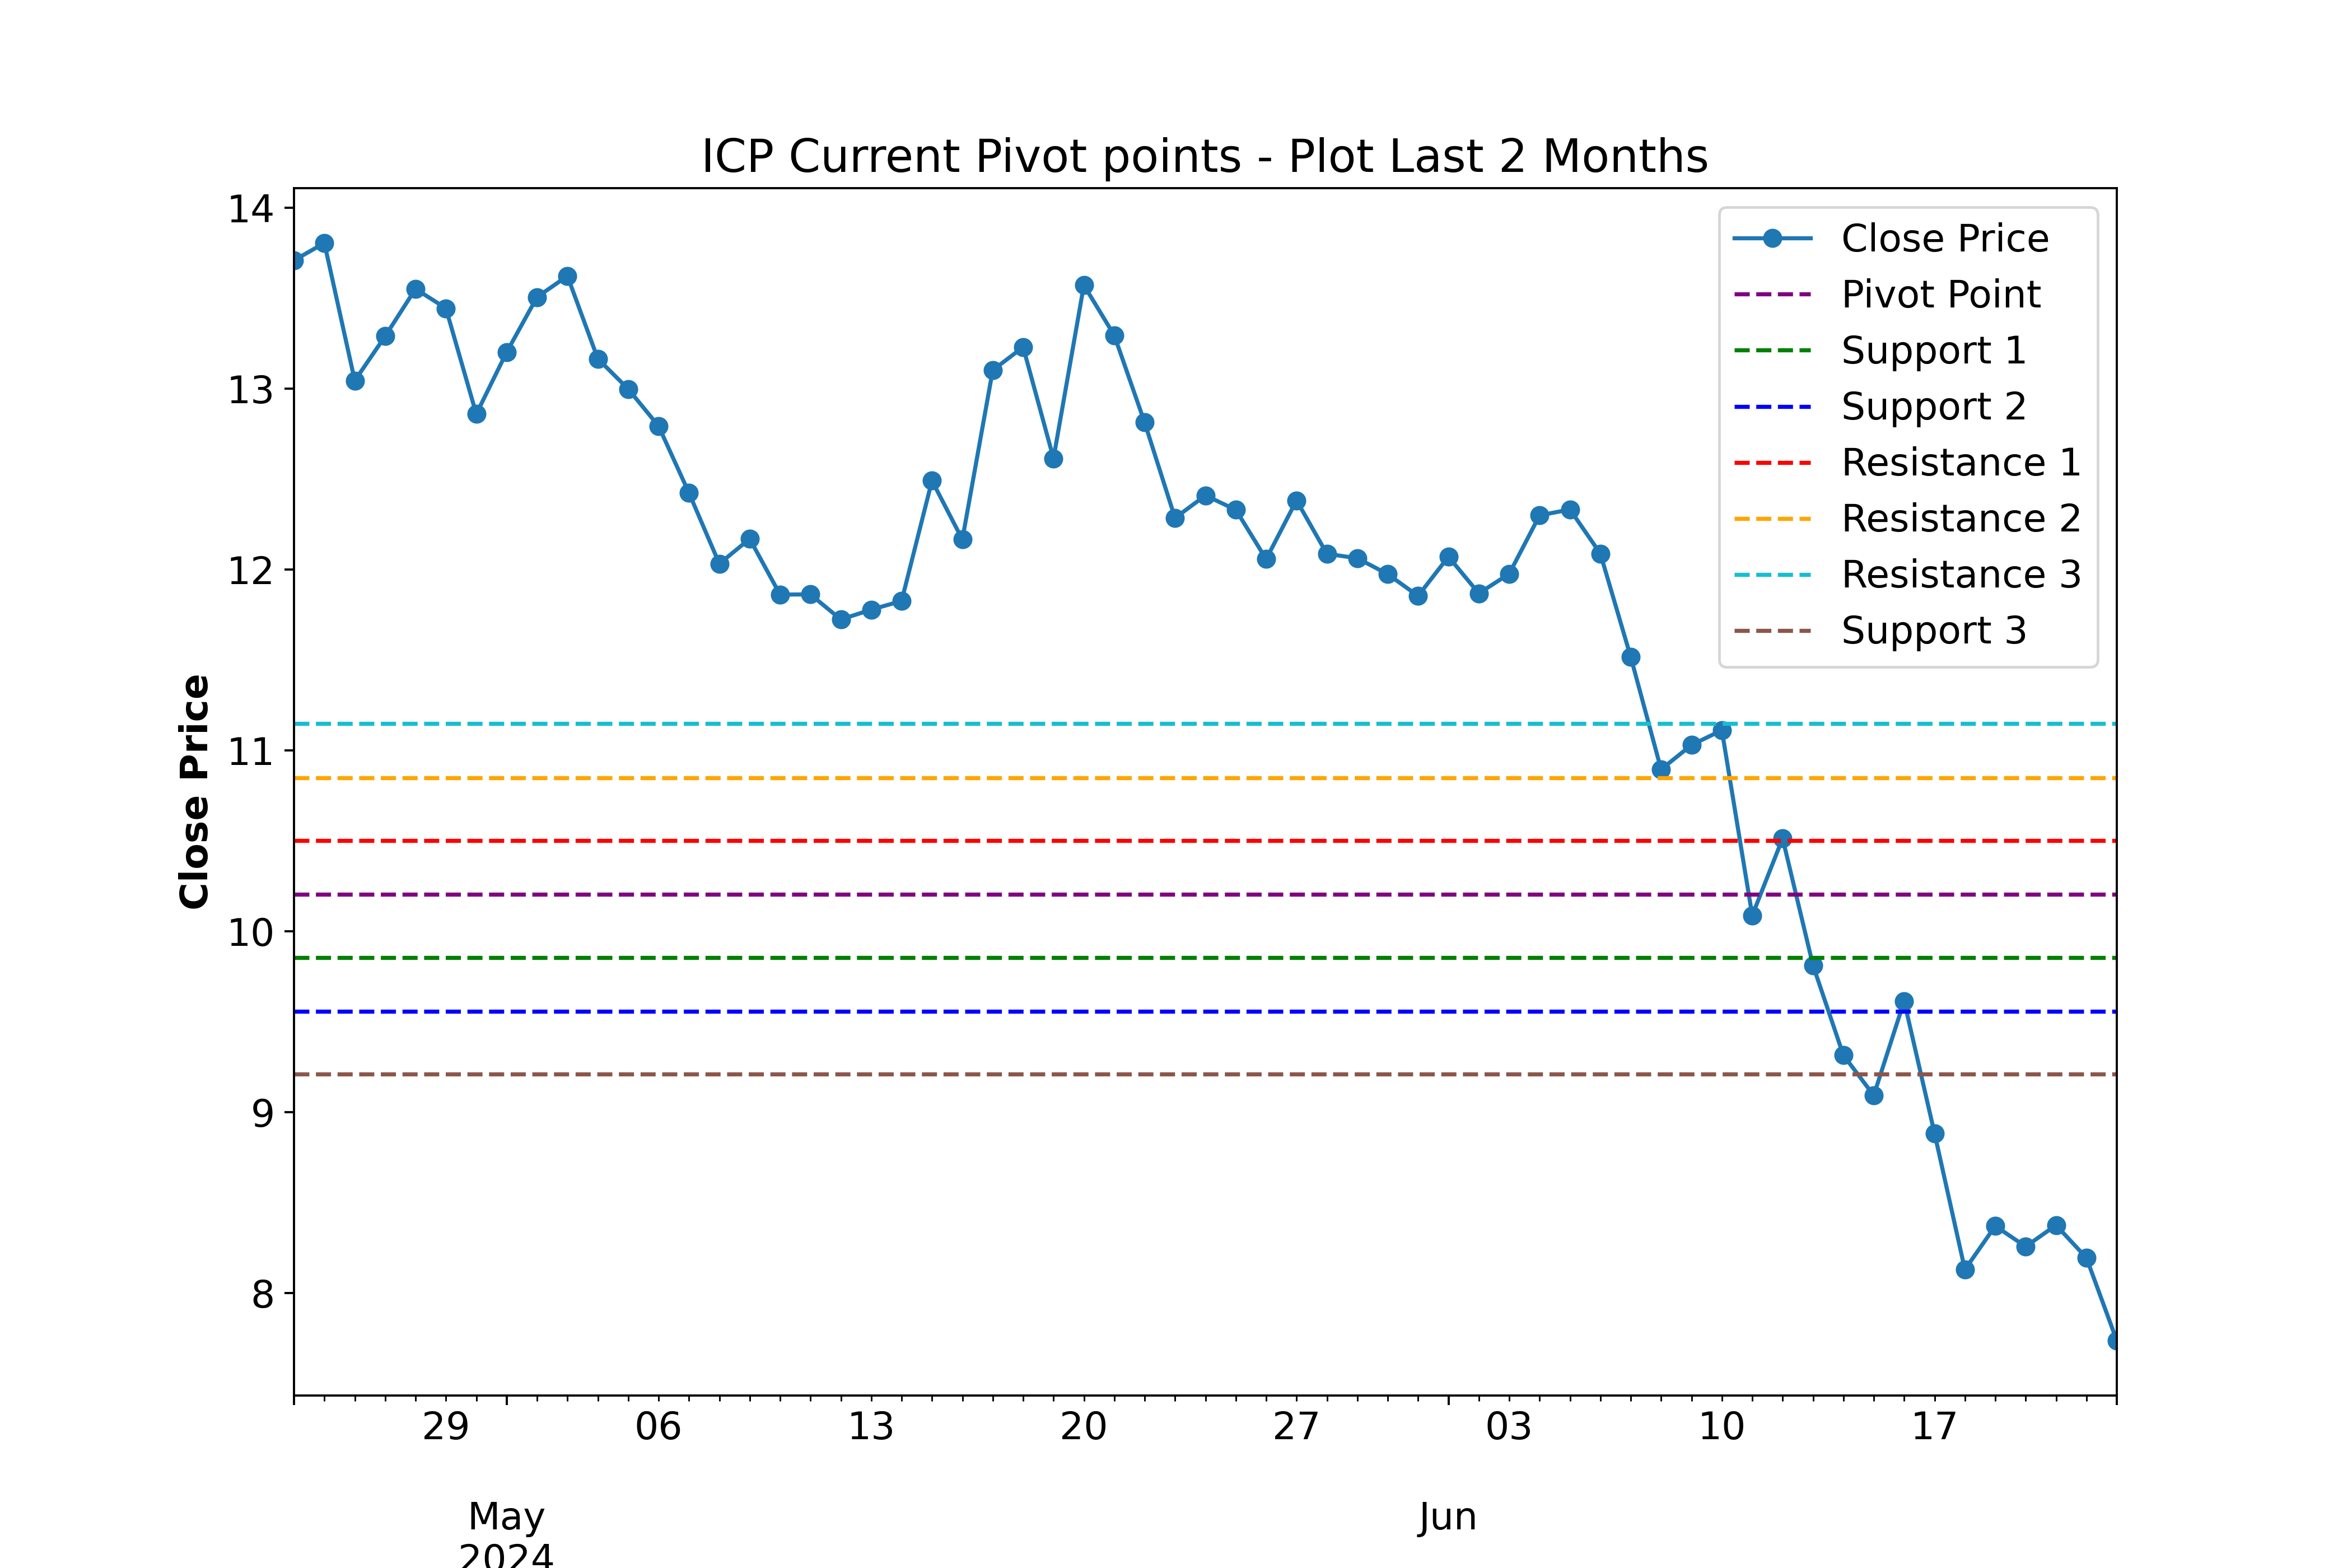 ICP Current Pivot points - Plot Last 2 Months
Close Price
14
13
12
11
10
9
8
Close Price
Pivot Point
Support 1
Support 2
Resistance 1
Resistance 2
Resistance 3
Support 3
29 06 13 20 27 03 10 17
May Jun
2024